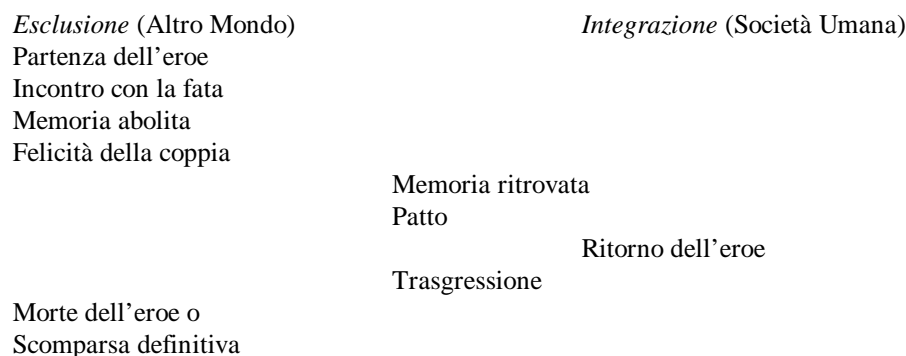 Esclusione (Altro Mondo) Integrazione (Società Umana)
Partenza dell’eroe
Incontro con la fata
Memoria abolita
Felicità della coppia
Memoria ritrovata
Patto
Ritorno dell’eroe
Trasgressione
Morte dell’eroe o
Scomparsa definitiva